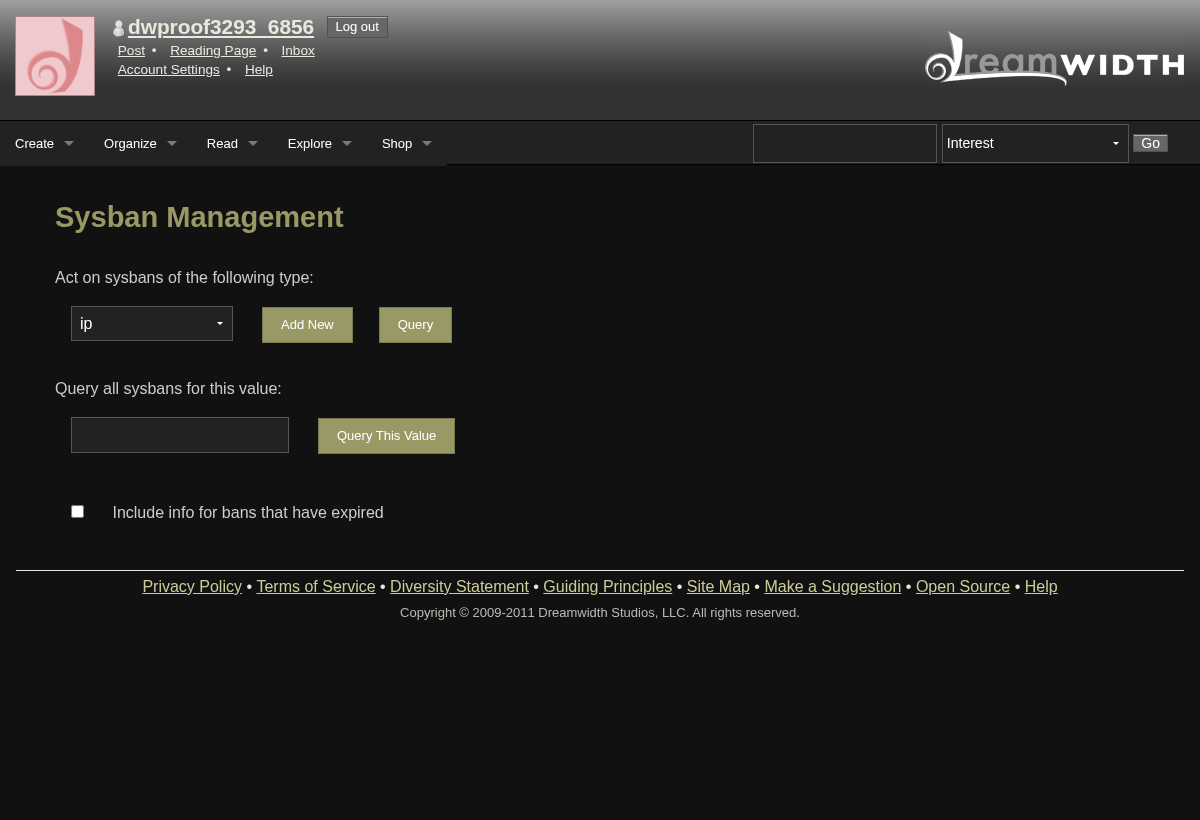 dwproof3293_6856 Log out
Post • Reading Page • Inbox
Account Settings • Help
dreamwidth
Create Organize Read Explore Shop Interest Go
Sysban Management
Act on sysbans of the following type:
ip Add New Query
Query all sysbans for this value:
Query This Value
Include info for bans that have expired
Privacy Policy • Terms of Service • Diversity Statement • Guiding Principles • Site Map • Make a Suggestion • Open Source • Help
Copyright © 2009-2011 Dreamwidth Studios, LLC. All rights reserved.